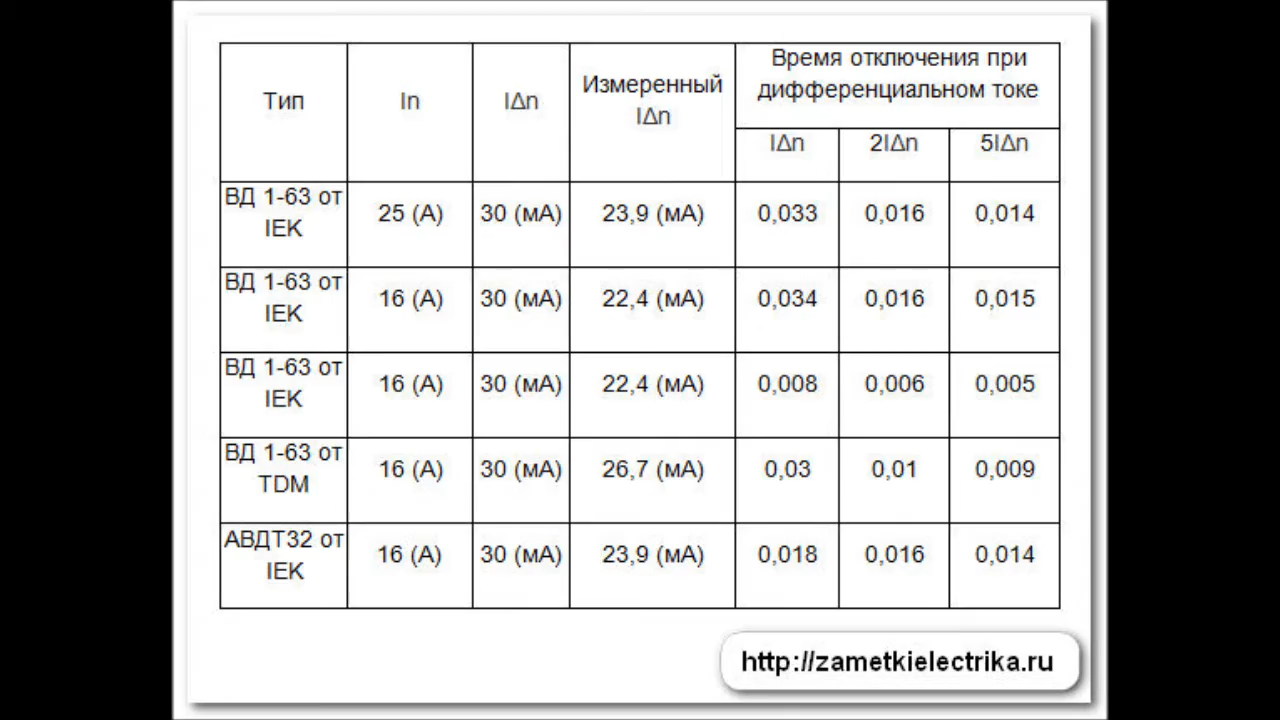 Тип
In
I∆n
Измеренный
I∆n
Время отключения при
дифференциальном токе
I∆n
2I∆n
5I∆n
ВД 1-63 от
IEK
25 (А)
30 (мА)
23,9 (мА)
0,033
0,016
0,014
ВД 1-63 от
IEK
16 (А)
30 (мА)
22,4 (мА)
0,034
0,016
0,015
ВД 1-63 от
IEK
16 (А)
30 (мА)
22,4 (мА)
0,008
0,006
0,005
ВД 1-63 от
TDM
16 (А)
30 (мА)
26,7 (мА)
0,03
0,01
0,009
АВДТ32 от
IEK
16 (А)
30 (мА)
23,9 (мА)
0,018
0,016
0,014
http://zametkielectrika.ru